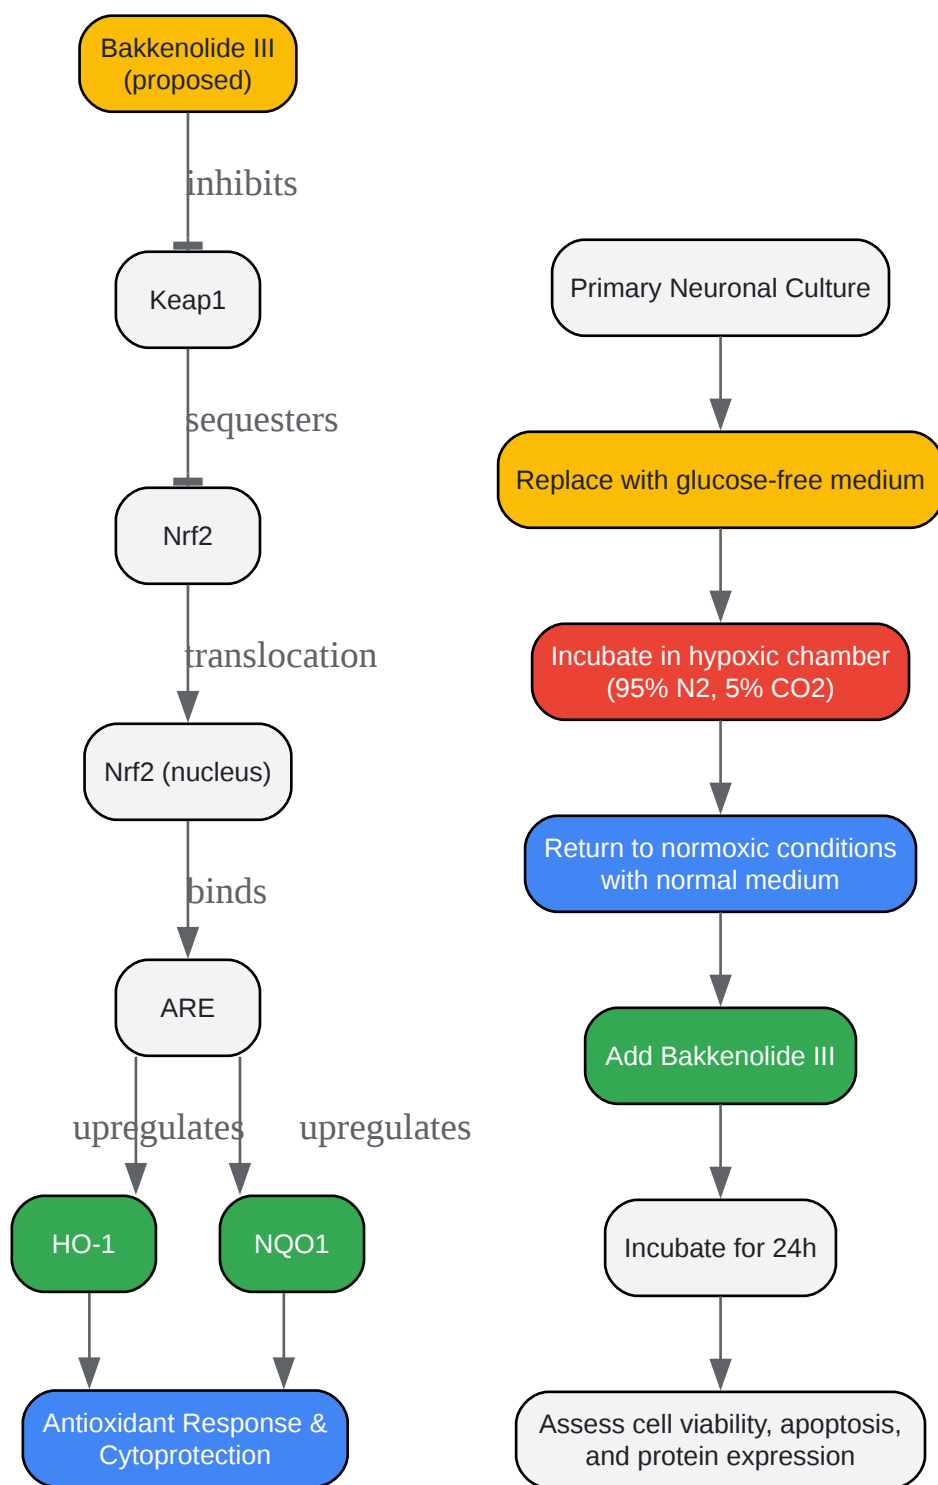 Bakkenolide III
(proposed)
inhibits
Keap1
sequesters
Nrf2
translocation
Nrf2 (nucleus)
binds
ARE
upregulates
upregulates
HO-1
NQO1
Antioxidant Response &
Cytoprotection
Primary Neuronal Culture
Replace with glucose-free medium
Incubate in hypoxic chamber
(95% N2, 5% CO2)
Return to normoxic conditions
with normal medium
Add Bakkenolide III
Incubate for 24h
Assess cell viability, apoptosis,
and protein expression